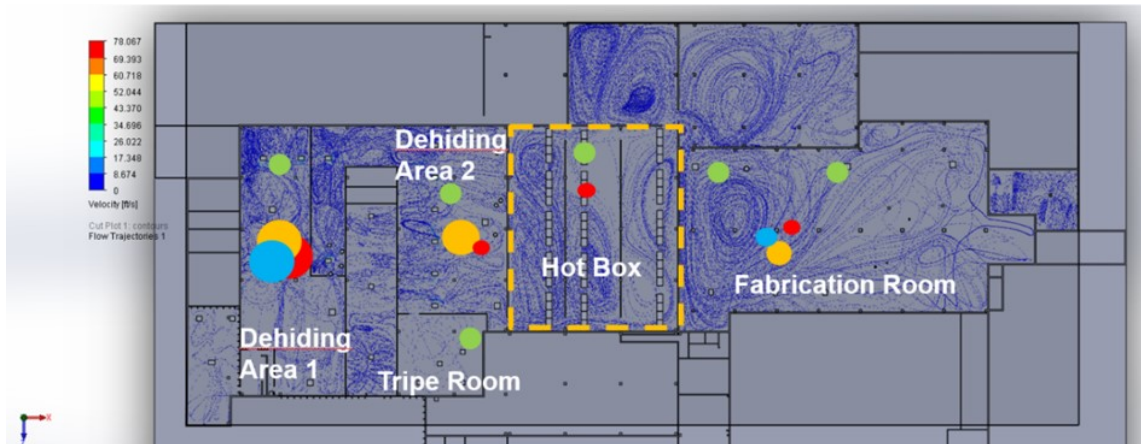 78.067
69.393
60.718
52.044
43.370
34.696
26.022
17.348
8.674
0
Velocity [ft/s]
Cut Plot 1: contours
Flow Trajectories 1
Dehiding
Area 2
Hot Box
Fabrication Room
Dehiding
Area 1
Tripe Room
X